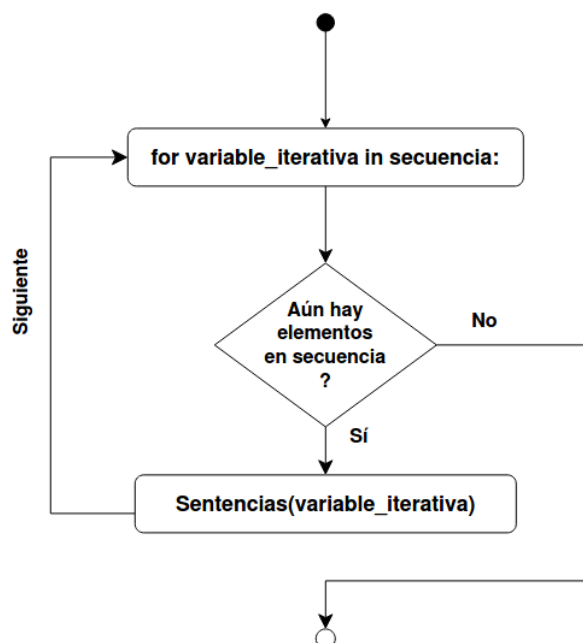 for variable_iterativa in secuencia:
Siguiente
Aún hay
elementos
en secuencia
?
No
Sí
Sentencias(variable_iterativa)